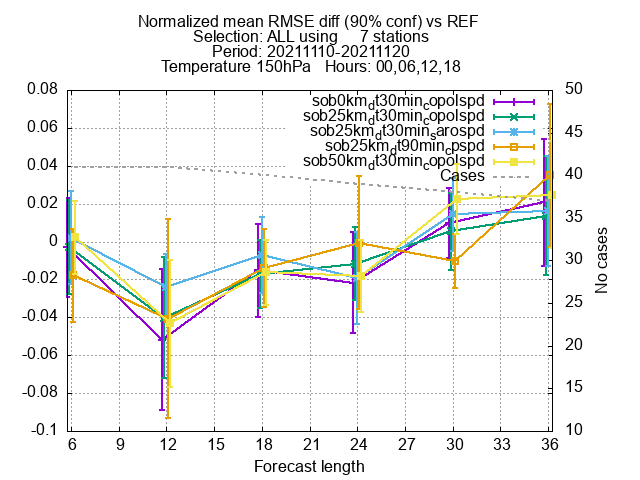 Normalized mean RMSE diff (90% conf) vs REF
Selection: ALL using 7 stations
Period: 20211110-20211120
Temperature 150hPa Hours: 00,06,12,18
sob0km_dt30min_copolspd
sob25km_dt30min_copolspd
sob25km_dt30min_sarospd
sob25km_dt90min_cpspd
sob50km_dt30min_copolspd
Cases
0.08
0.06
0.04
0.02
0
-0.02
-0.04
-0.06
-0.08
-0.1
50
45
40
35
30
25
20
15
10
No cases
6 9 12 15 18 21 24 27 30 33 36
Forecast length